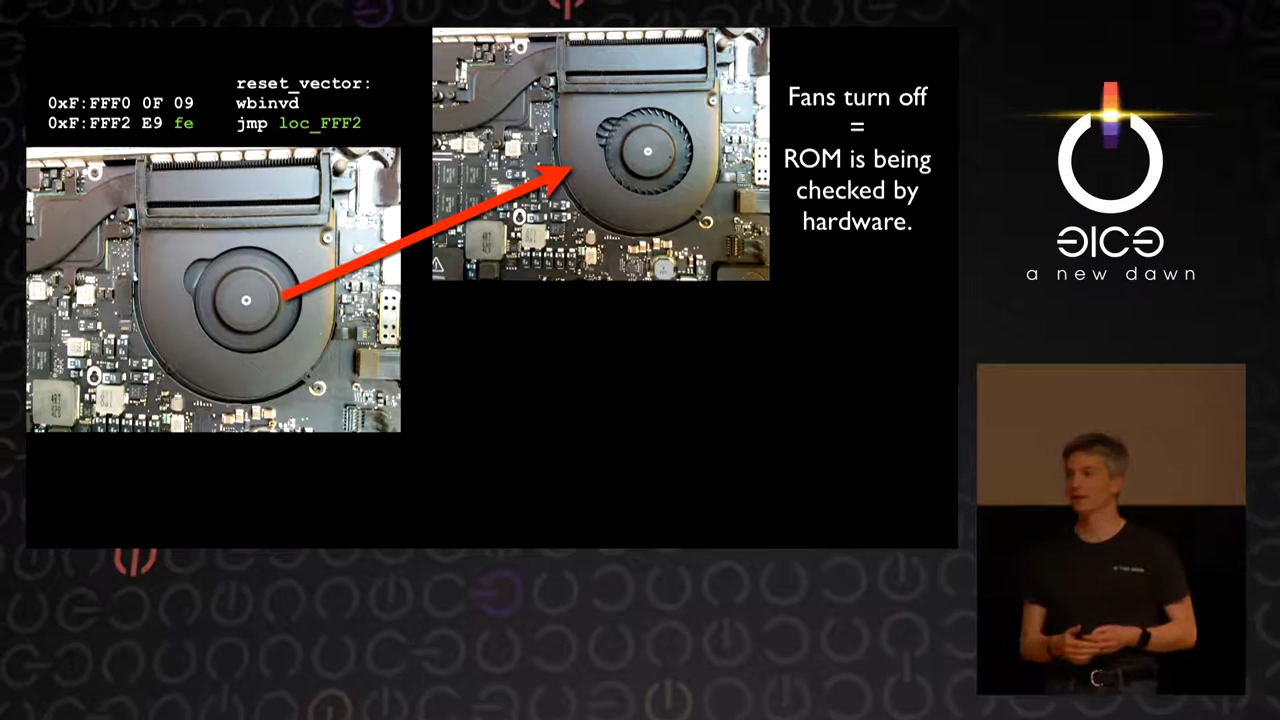 reset_vector:
0xF:FFF0 0F 09 wbinvd
0xF:FFF2 E9 fe jmp loc_FFF2
Fans turn off
=
ROM is being
checked by
hardware.
31C3
a new dawn